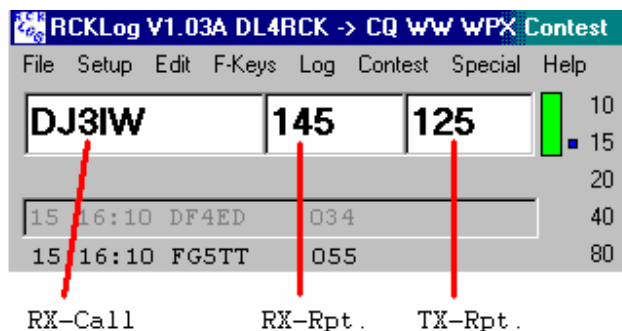 RCKLog V1.03A DL4RCK -> CQ WW WPX Contest
File Setup Edit F-Keys Log Contest Special Help
DJ3IW 145 125
10
15
20
15 16:10 DF4ED 034 40
15 16:10 FG5TT 055 80
RX-Call RX-Rpt. TX-Rpt.